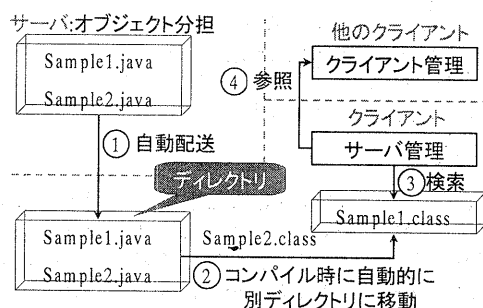 サーバ:オブジェクト分担
Sample1.java
Sample2.java
① 自動配送
ディレクトリ
Sample1.java
Sample2.java
Sample2.class
② コンパイル時に自動的に
別ディレクトリに移動
他のクライアント
クライアント管理
④ 参照
クライアント
サーバ管理
③ 検索
Sample1.class